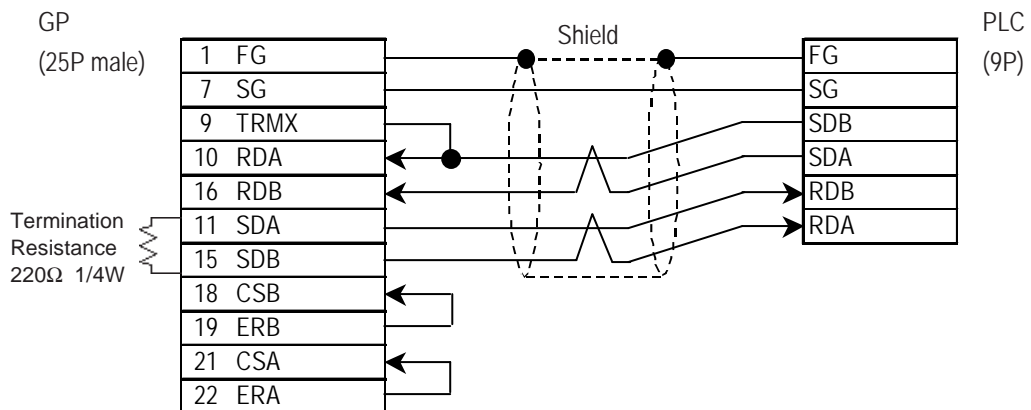 GP
(25P male)
Shield
PLC
(9P)
1 FG
7 SG
9 TRMX
10 RDA
16 RDB
11 SDA
15 SDB
18 CSB
19 ERB
21 CSA
22 ERA
Termination
Resistance
220Ω 1/4W
FG
SG
SDB
SDA
RDB
RDA